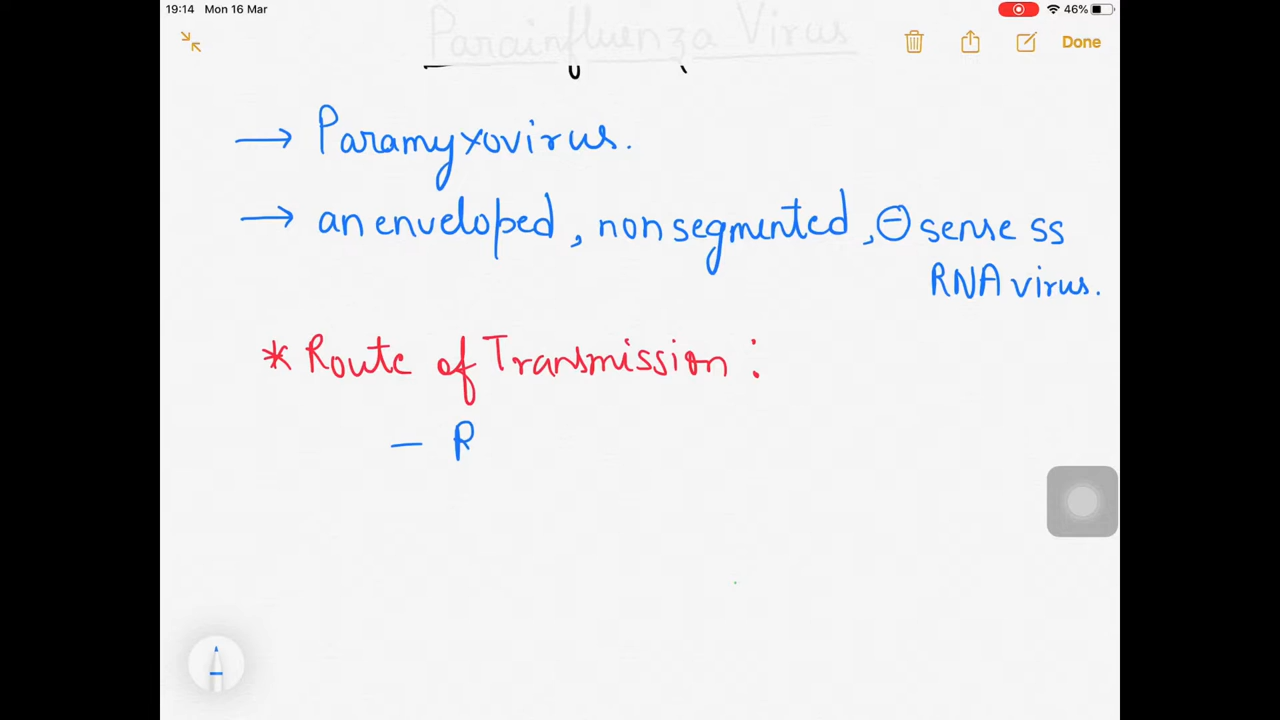 19:14 Mon 16 Mar 46%
Parainfluenza Virus
Done
→ Paramyxovirus.
→ an enveloped, nonsegmented, ⊖ sense ss
RNA virus.
* Route of Transmission :
— R